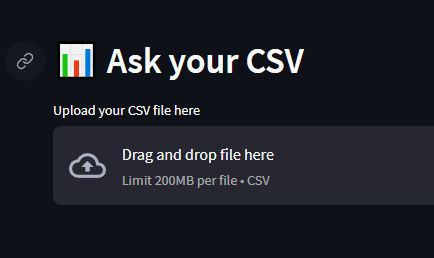 Ask your CSV
Upload your CSV file here
Drag and drop file here
Limit 200MB per file • CSV